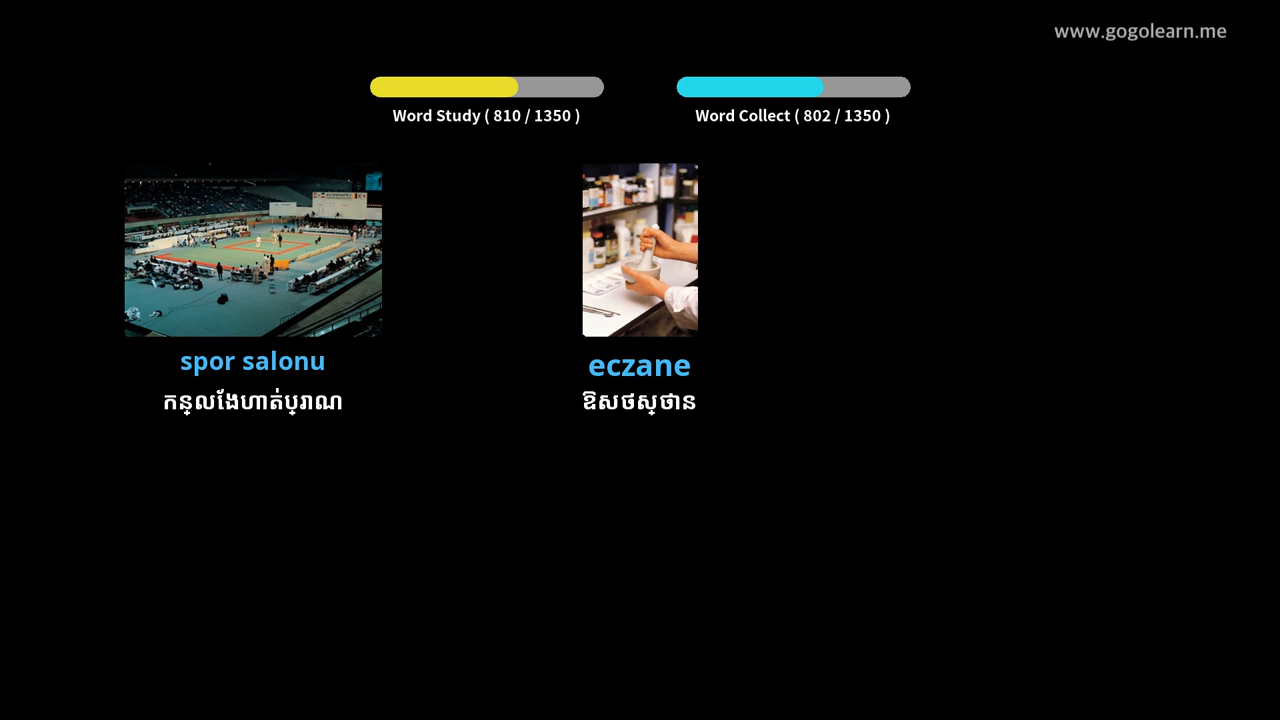 www.gogolearn.me
Word Study ( 810 / 1350 )
Word Collect ( 802 / 1350 )
spor salonu
eczane
កន្លែងហាត់ប្រាណ
ឱសថស្ថាន